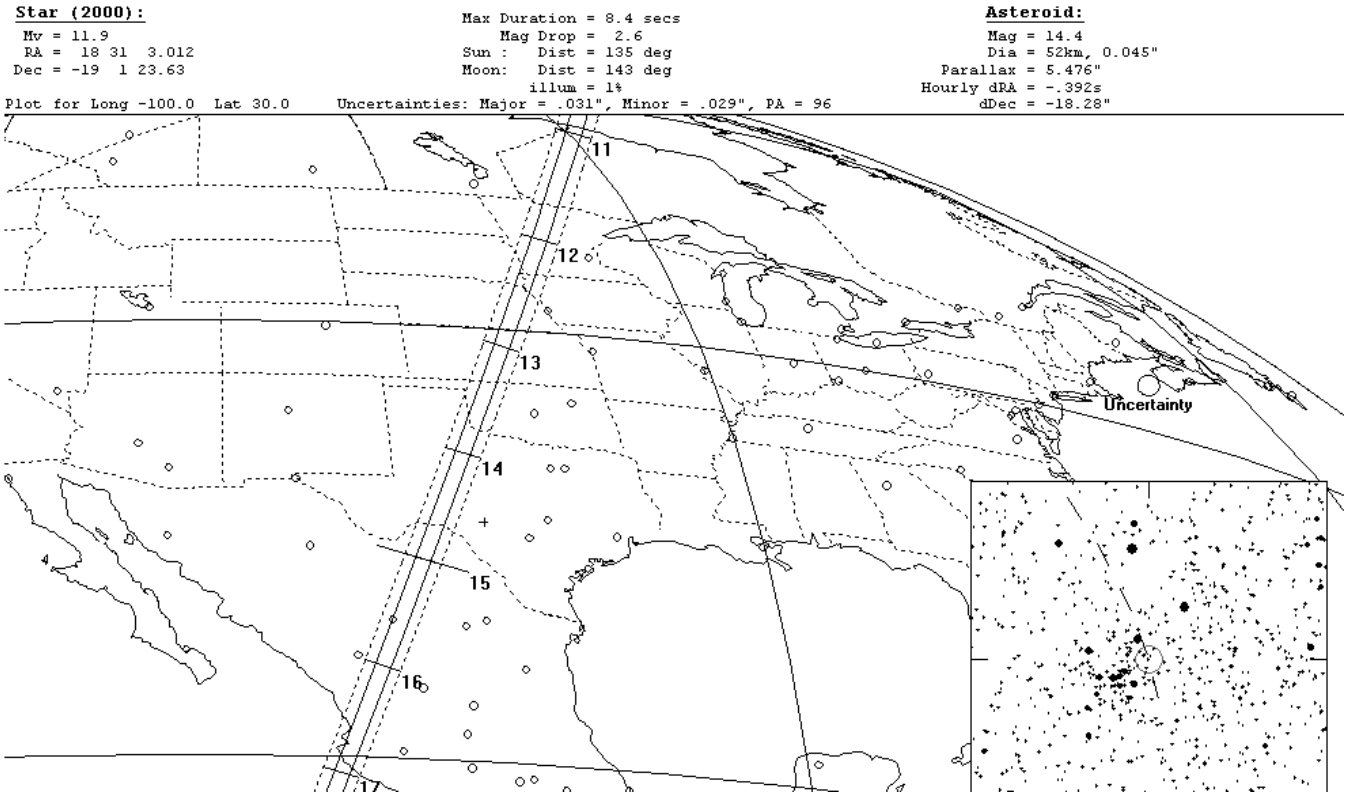 Star (2000):
Mv = 11.9
RA = 18 31 3.012
Dec = -19 1 23.63
Max Duration = 8.4 secs
Mag Drop = 2.6
Sun : Dist = 135 deg
Moon: Dist = 143 deg
illum = 1%
Asteroid:
Mag = 14.4
Dia = 52km, 0.045"
Parallax = 5.476"
Hourly dRA = -.392s
dDec = -18.28"
Plot for Long -100.0 Lat 30.0
Uncertainties: Major = .031", Minor = .029", PA = 96
11
12
13
Uncertainty
14
15
16
17